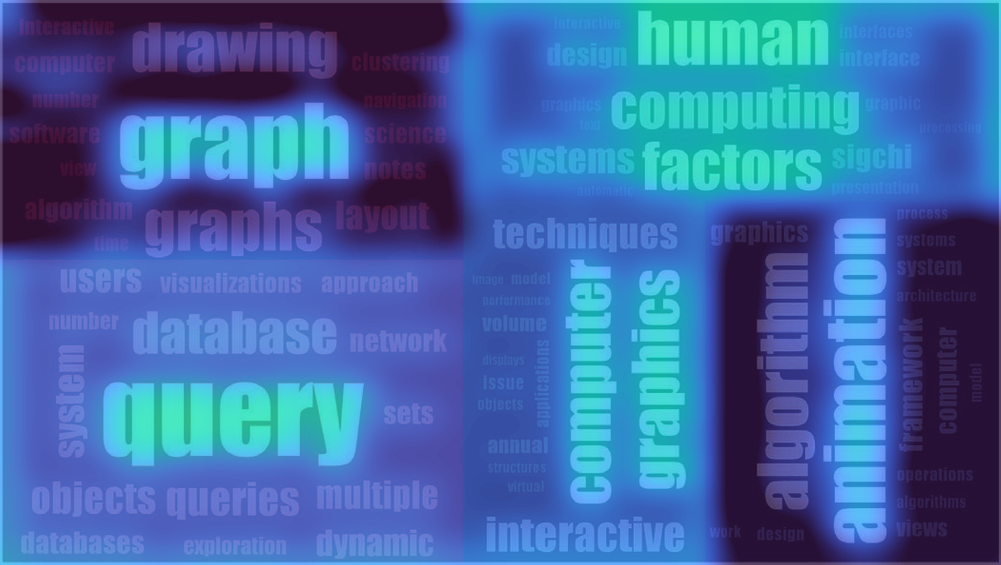 interactive
drawing
computer
clustering
number
navigation
graph
software
science
view
notes
algorithm
graphs
layout
time
interactive
human
interfaces
design
interface
graphics
computing
graphic
text
processing
systems
factors
sigchi
automatic
presentation
users
visualizations
approach
number
database
network
system
query
sets
objects
queries
multiple
databases
exploration
dynamic
techniques
image
model
performance
volume
displays
applications
issue
objects
annual
structures
virtual
computer
graphics
interactive
graphics
algorithm
animation
process
systems
system
architecture
framework
computer
model
operations
algorithms
work
design
views